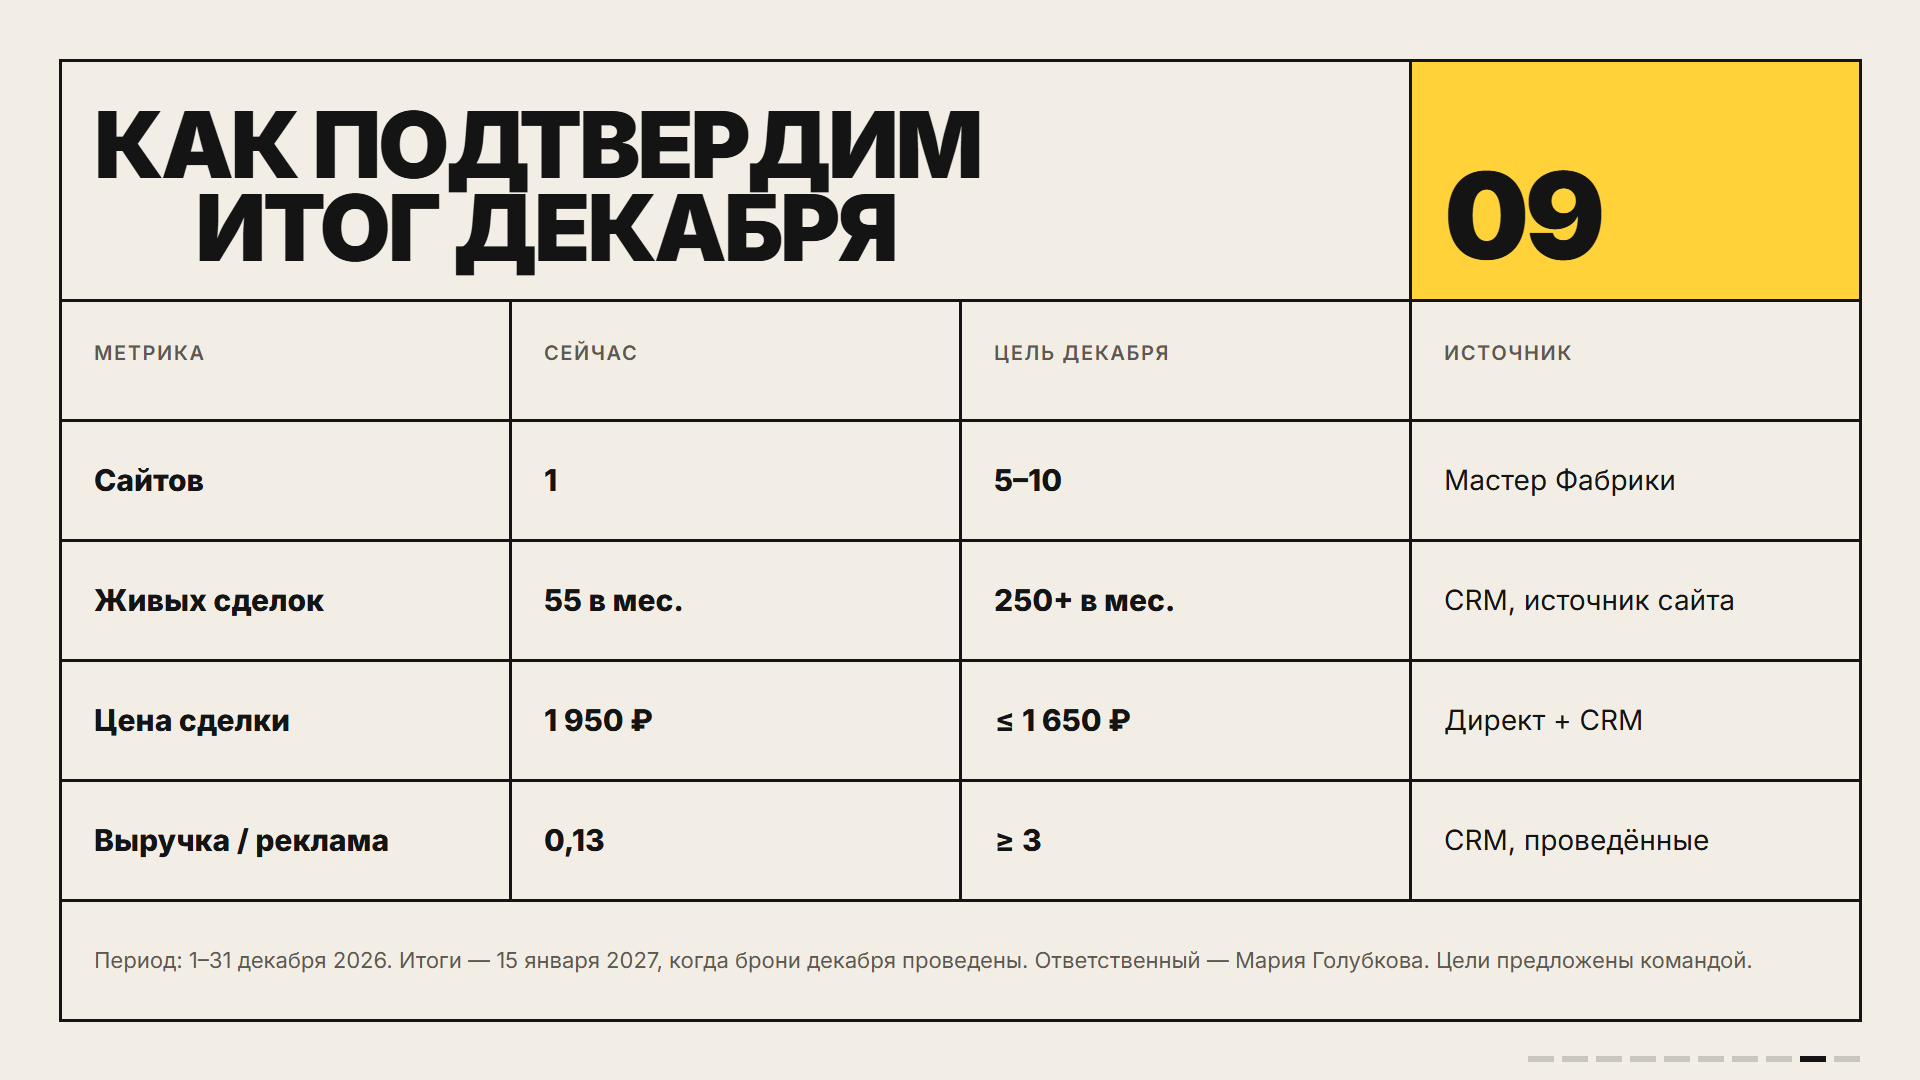 КАК ПОДТВЕРДИМ
ИТОГ ДЕКАБРЯ
09
МЕТРИКА
СЕЙЧАС
ЦЕЛЬ ДЕКАБРЯ
ИСТОЧНИК
Сайтов
1
5–10
Мастер Фабрики
Живых сделок
55 в мес.
250+ в мес.
CRM, источник сайта
Цена сделки
1 950 ₽
≤ 1 650 ₽
Директ + CRM
Выручка / реклама
0,13
≥ 3
CRM, проведённые
Период: 1–31 декабря 2026. Итоги — 15 января 2027, когда брони декабря проведены. Ответственный — Мария Голубкова. Цели предложены командой.